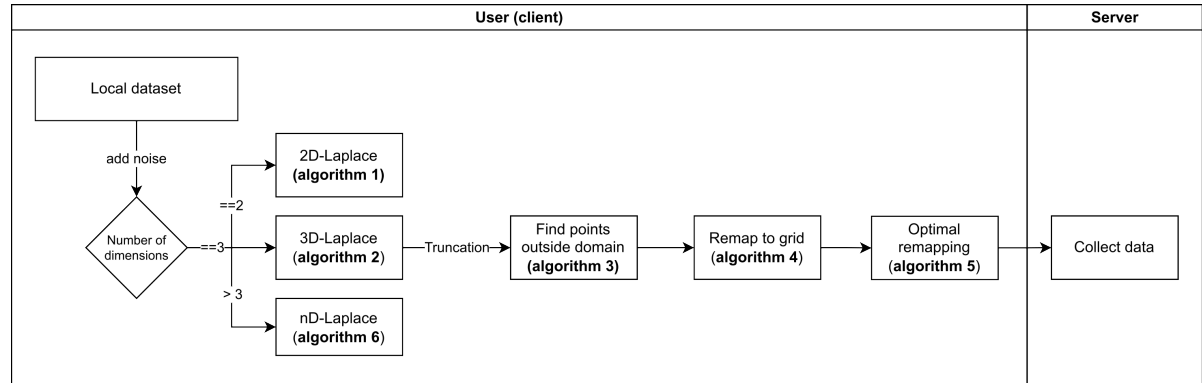 User (client)
Server
Local dataset
add noise
Number of
dimensions
==2
==3
> 3
2D-Laplace
(algorithm 1)
3D-Laplace
(algorithm 2)
nD-Laplace
(algorithm 6)
Truncation
Find points
outside domain
(algorithm 3)
Remap to grid
(algorithm 4)
Optimal
remapping
(algorithm 5)
Collect data